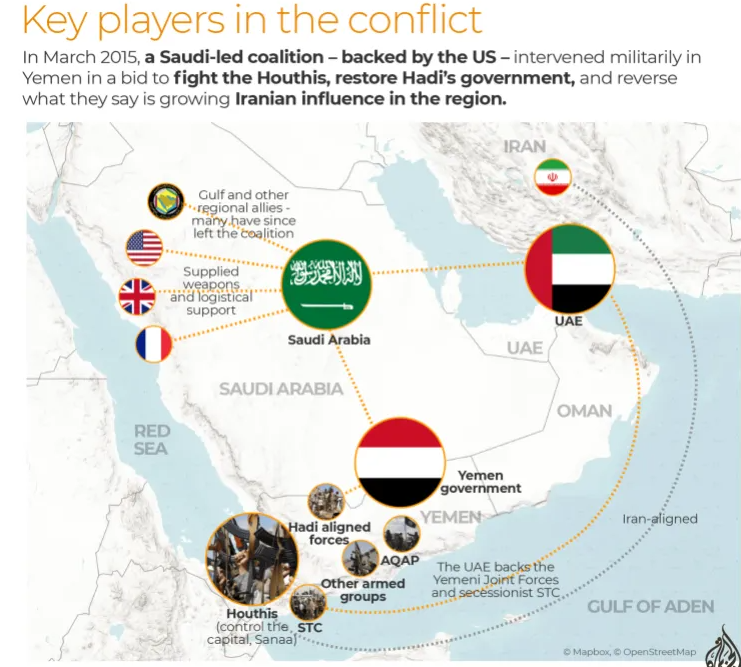 Key players in the conflict
In March 2015, a Saudi-led coalition – backed by the US – intervened militarily in
Yemen in a bid to fight the Houthis, restore Hadi’s government, and reverse
what they say is growing Iranian influence in the region.
IRAN
Gulf and other
regional allies -
many have since
left the coalition
Supplied
weapons
and logistical
support
Saudi Arabia
UAE
UAE
SAUDI ARABIA
OMAN
RED
SEA
Yemen
government
YEMEN
Hadi aligned
forces
AQAP
Iran-aligned
Other armed
groups
The UAE backs the
Yemeni Joint Forces
and secessionist STC
Houthis
(control the
capital, Sanaa)
STC
GULF OF ADEN
© Mapbox, © OpenStreetMap